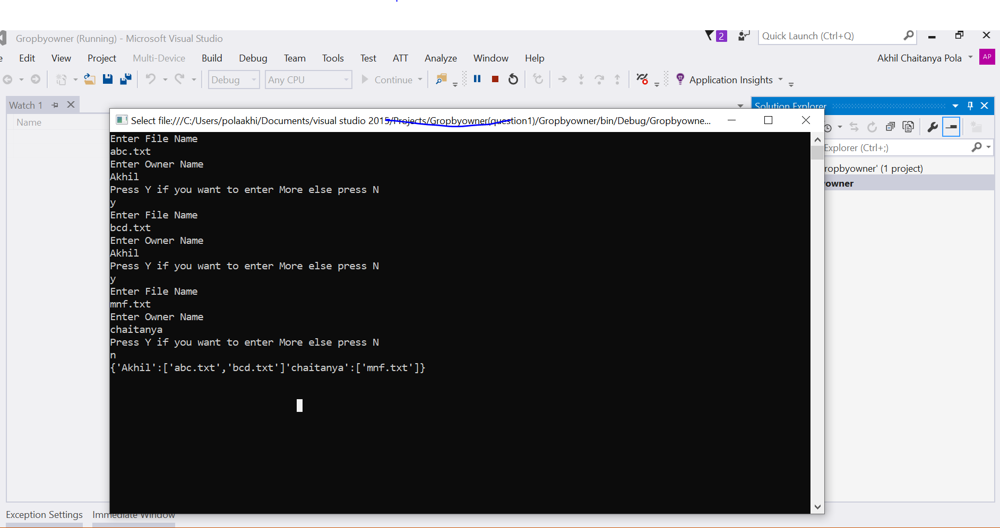 Gropbyowner (Running) - Microsoft Visual Studio
2
Quick Launch (Ctrl+Q)
e Edit View Project Multi-Device Build Debug Team Tools Test ATT Analyze Window Help
Akhil Chaitanya Pola
AP
Debug
Any CPU
Continue
Application Insights
Watch 1
Name
Solution Explorer
Select file:///C:/Users/polaakhi/Documents/visual studio 2015/Projects/Gropbyowner(question1)/Gropbyowner/bin/Debug/Gropbyowne...
Explorer (Ctrl+;)
ropbyowner' (1 project)
owner
Enter File Name
abc.txt
Enter Owner Name
Akhil
Press Y if you want to enter More else press N
y
Enter File Name
bcd.txt
Enter Owner Name
Akhil
Press Y if you want to enter More else press N
y
Enter File Name
mnf.txt
Enter Owner Name
chaitanya
Press Y if you want to enter More else press N
n
{'Akhil':['abc.txt','bcd.txt']'chaitanya':['mnf.txt']}
Exception Settings
Immediate Window